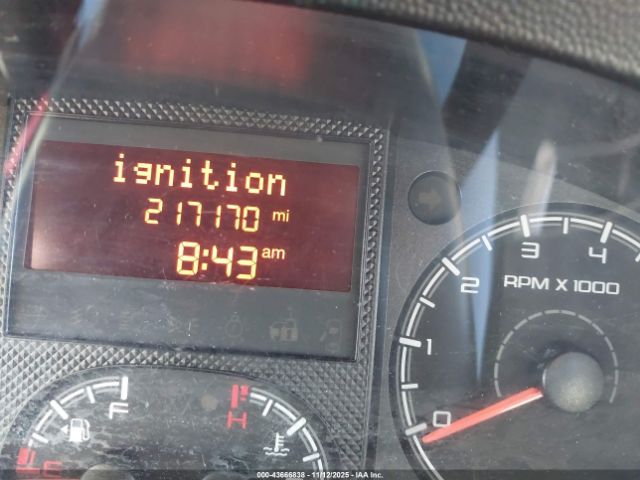 ignition
217170 mi
8:43 am
0 1 2 3 4
RPM X 1000
F
H
E
000-43666838 - 11/12/2025 - IAA Inc.